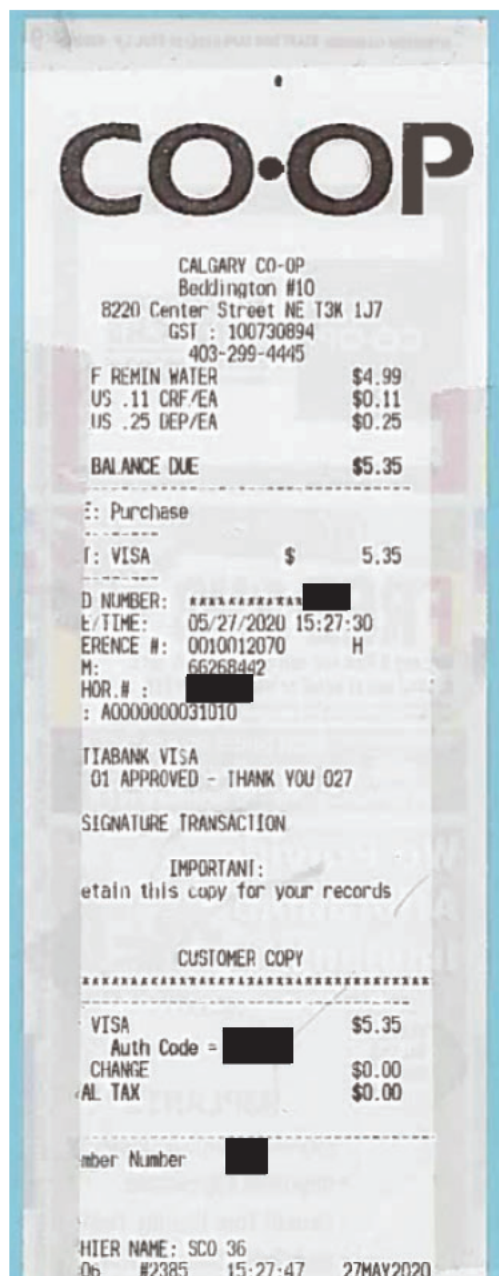 CO•OP
CALGARY CO-OP
Beddington #10
8220 Center Street NE T3K 1J7
GST : 100730894
403-299-4445
F REMIN WATER $4.99
US .11 CRF/EA $0.11
US .25 DEP/EA $0.25
BALANCE DUE $5.35
E: Purchase
T: VISA $ 5.35
D NUMBER: ************
E/TIME: 05/27/2020 15:27:30
ERENCE #: 0010012070 H
M: 66268442
HOR.# :
: A0000000031010
TIABANK VISA
01 APPROVED - THANK YOU 027
SIGNATURE TRANSACTION
IMPORTANT:
etain this copy for your records
CUSTOMER COPY
****************************************
VISA $5.35
Auth Code =
CHANGE $0.00
AL TAX $0.00
mber Number
HIER NAME: SCO 36
06 #2385 15:27:47 27MAY2020